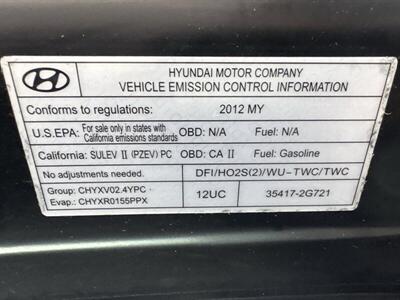 HYUNDAI MOTOR COMPANY
VEHICLE EMISSION CONTROL INFORMATION
Conforms to regulations: 2012 MY
U.S.EPA: For sale only in states with California emissions standards OBD: N/A Fuel: N/A
California: SULEV II (PZEV) PC OBD: CA II Fuel: Gasoline
No adjustments needed. DFI/HO2S(2)/WU-TWC/TWC
Group: CHYXV02.4YPC
Evap.: CHYXR0155PPX
12UC 35417-2G721